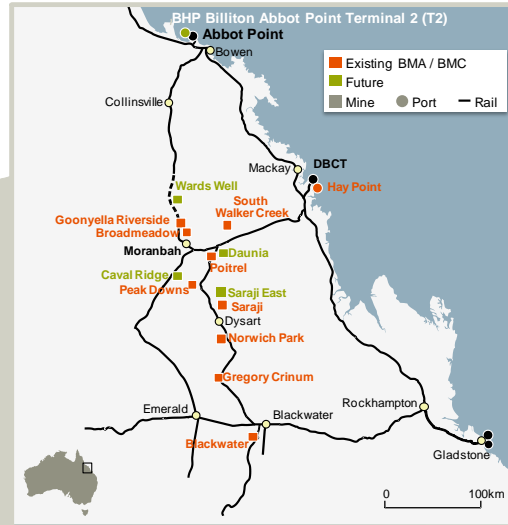 BHP Billiton Abbot Point Terminal 2 (T2)
Abbot Point
Bowen
Existing BMA / BMC
Future
Mine
Port
Rail
Collinsville
Mackay
DBCT
Hay Point
Wards Well
South
Walker Creek
Goonyella Riverside
Broadmeadow
Moranbah
Daunia
Poitrel
Caval Ridge
Peak Downs
Saraji East
Saraji
Dysart
Norwich Park
Gregory Crinum
Emerald
Blackwater
Rockhampton
Blackwater
Gladstone
0
100km